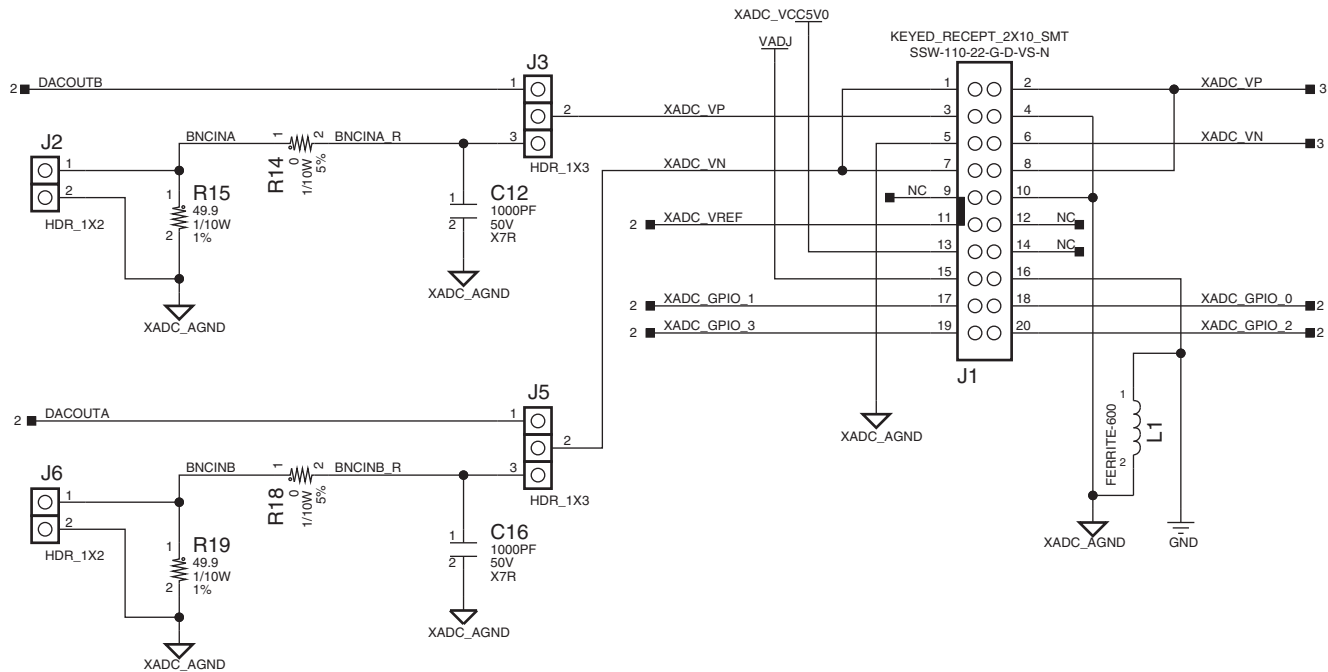 XADC_VCC5V0
VADJ
KEYED_RECEPT_2X10_SMT
SSW-110-22-G-D-VS-N
2 DACOUTB
J3
1
2
3
HDR_1X3
XADC_VP
XADC_VN
J2
1
2
HDR_1X2
BNCINA
1
2
R14
0
1/10W
5%
BNCINA_R
1
2
R15
49.9
1/10W
1%
XADC_AGND
1
2
C12
1000PF
50V
X7R
XADC_AGND
1 2
3 4
5 6
7 8
9 10
11 12
13 14
15 16
17 18
19 20
J1
NC
2 XADC_VREF
2 XADC_GPIO_1
2 XADC_GPIO_3
XADC_VP 3
XADC_VN 3
NC
NC
XADC_GPIO_0 2
XADC_GPIO_2 2
XADC_AGND
FERRITE-600
1
2
L1
XADC_AGND
GND
2 DACOUTA
J5
1
2
3
HDR_1X3
J6
1
2
HDR_1X2
BNCINB
1
2
R18
0
1/10W
5%
BNCINB_R
1
2
R19
49.9
1/10W
1%
XADC_AGND
1
2
C16
1000PF
50V
X7R
XADC_AGND